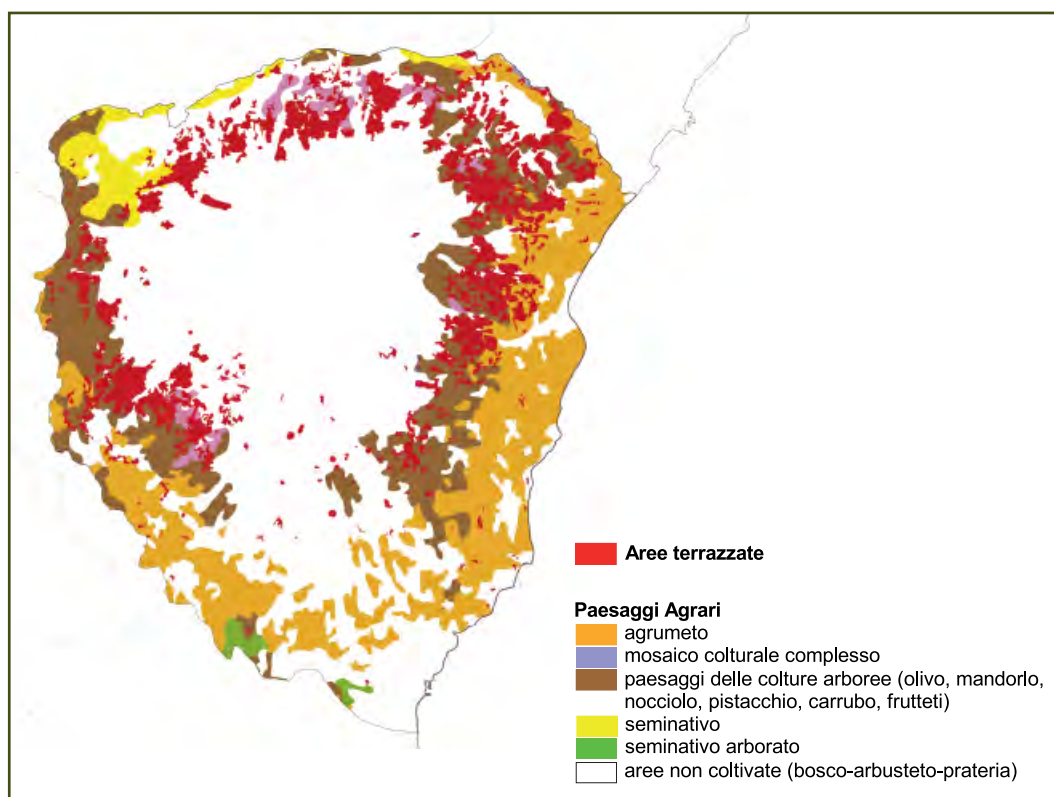 Aree terrazzate
Paesaggi Agrari
agrumeto
mosaico colturale complesso
paesaggi delle colture arboree (olivo, mandorlo,
nocciolo, pistacchio, carrubo, frutteti)
seminativo
seminativo arborato
aree non coltivate (bosco-arbusteto-prateria)